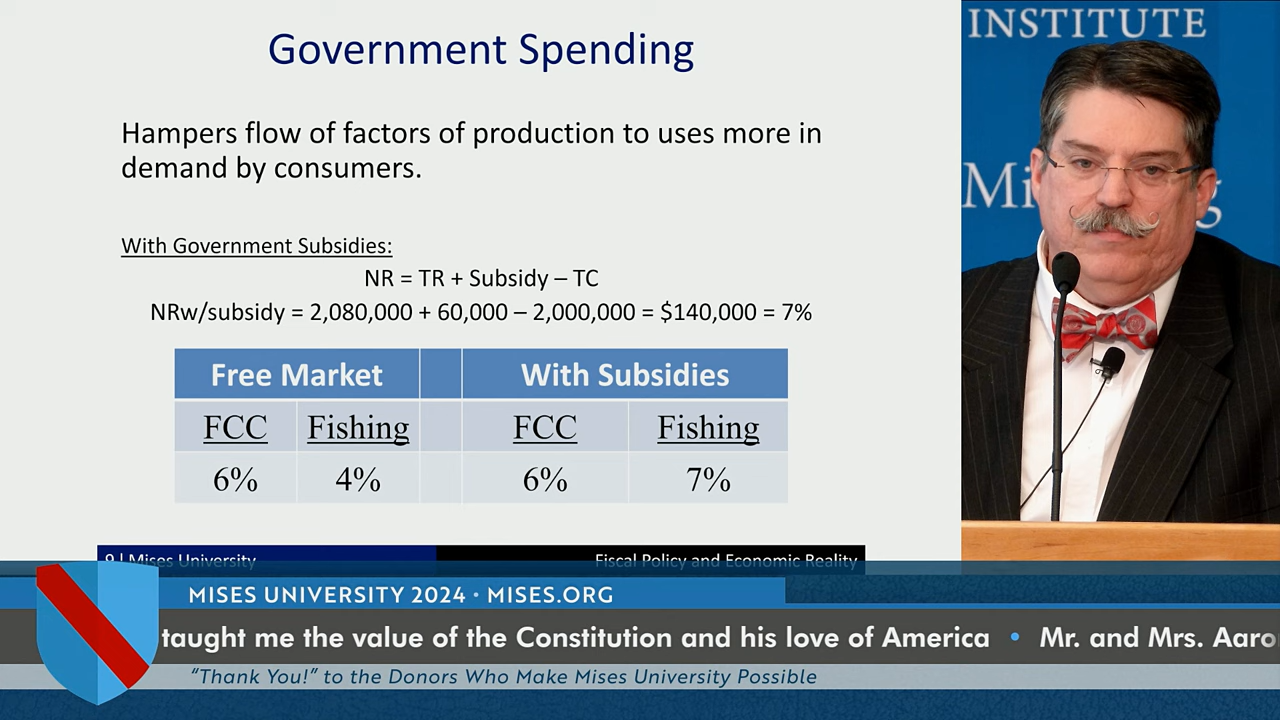 Government Spending
Hampers flow of factors of production to uses more in
demand by consumers.
With Government Subsidies:
NR = TR + Subsidy – TC
NRw/subsidy = 2,080,000 + 60,000 – 2,000,000 = $140,000 = 7%
Free Market With Subsidies
FCC Fishing FCC Fishing
6% 4% 6% 7%
9 | Mises University Fiscal Policy and Economic Reality
INSTITUTE
MISES UNIVERSITY 2024 · MISES.ORG
taught me the value of the Constitution and his love of America • Mr. and Mrs.
“Thank You!” to the Donors Who Make Mises University Possible